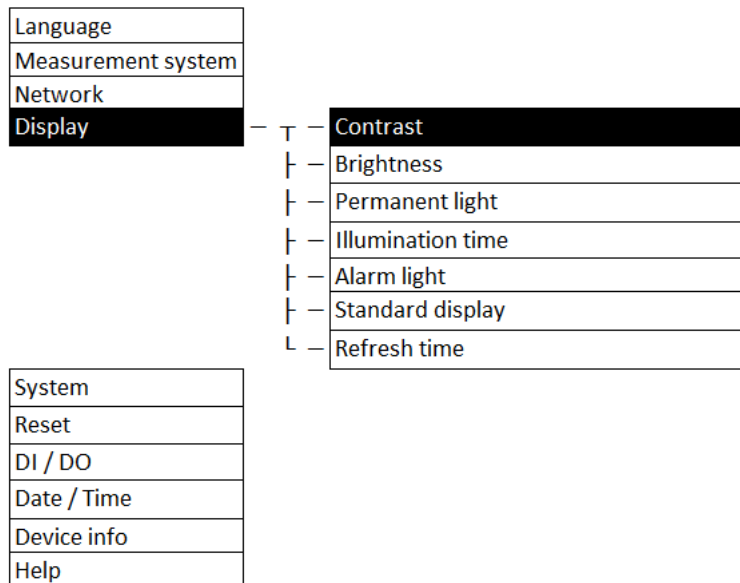 Language
Measurement system
Network
Display
Contrast
Brightness
Permanent light
Illumination time
Alarm light
Standard display
Refresh time
System
Reset
DI / DO
Date / Time
Device info
Help